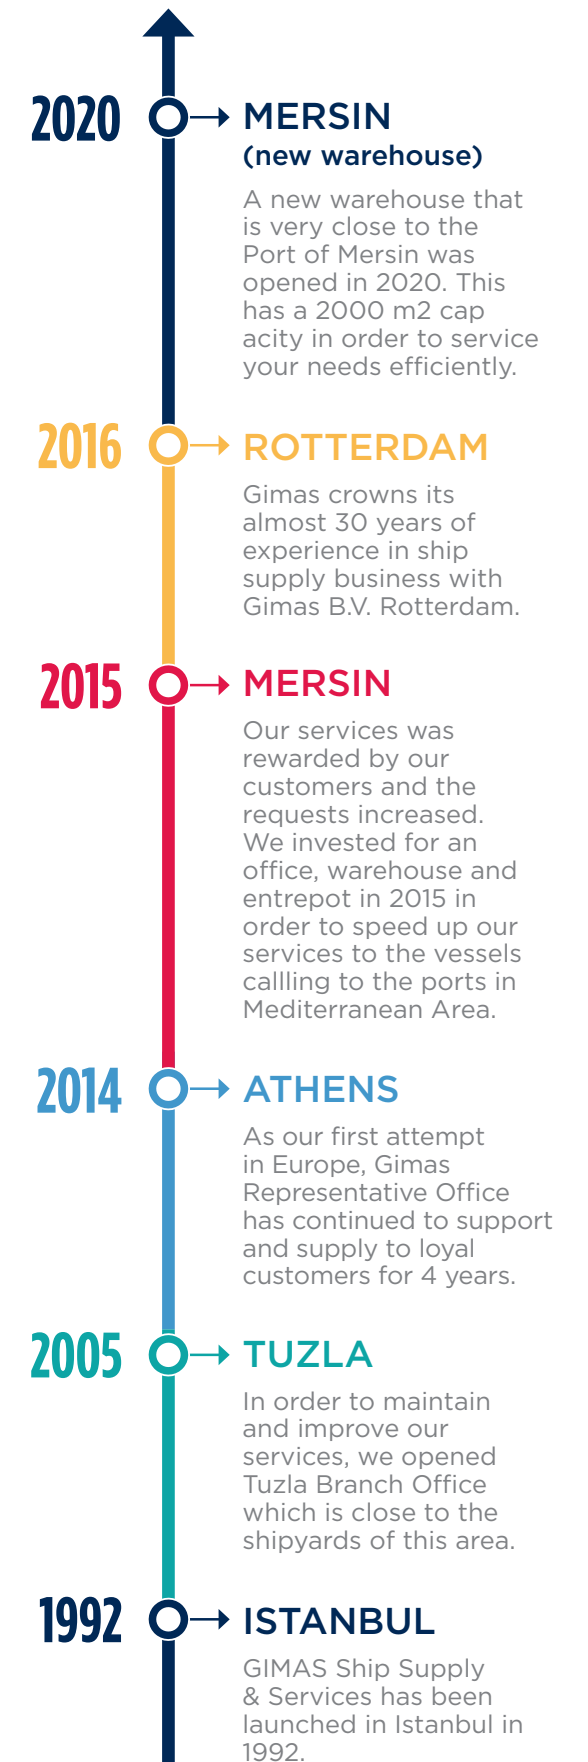 2020
MERSIN
(new warehouse)
A new warehouse that
is very close to the
Port of Mersin was
opened in 2020. This
has a 2000 m2 cap
acity in order to service
your needs efficiently.
2016
ROTTERDAM
Gimas crowns its
almost 30 years of
experience in ship
supply business with
Gimas B.V. Rotterdam.
2015
MERSIN
Our services was
rewarded by our
customers and the
requests increased.
We invested for an
office, warehouse and
entrepot in 2015 in
order to speed up our
services to the vessels
callling to the ports in
Mediterranean Area.
2014
ATHENS
As our first attempt
in Europe, Gimas
Representative Office
has continued to support
and supply to loyal
customers for 4 years.
2005
TUZLA
In order to maintain
and improve our
services, we opened
Tuzla Branch Office
which is close to the
shipyards of this area.
1992
ISTANBUL
GIMAS Ship Supply
& Services has been
launched in Istanbul in
1992.